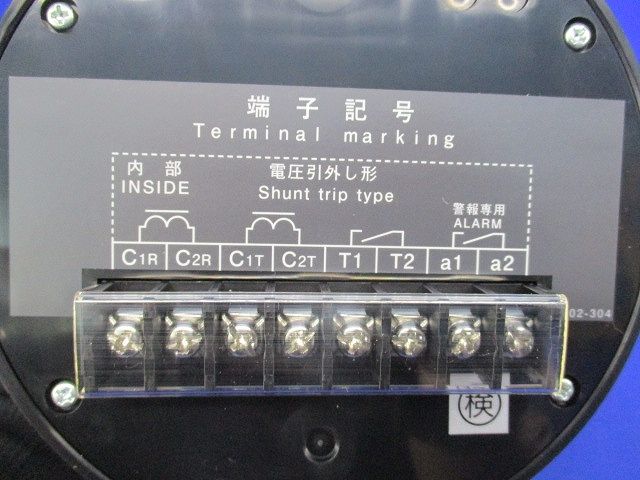 端子記号
Terminal marking
内部 電圧引外し形
INSIDE Shunt trip type
警報専用
ALARM
C1R C2R C1T C2T T1 T2 a1 a2
02-304
検